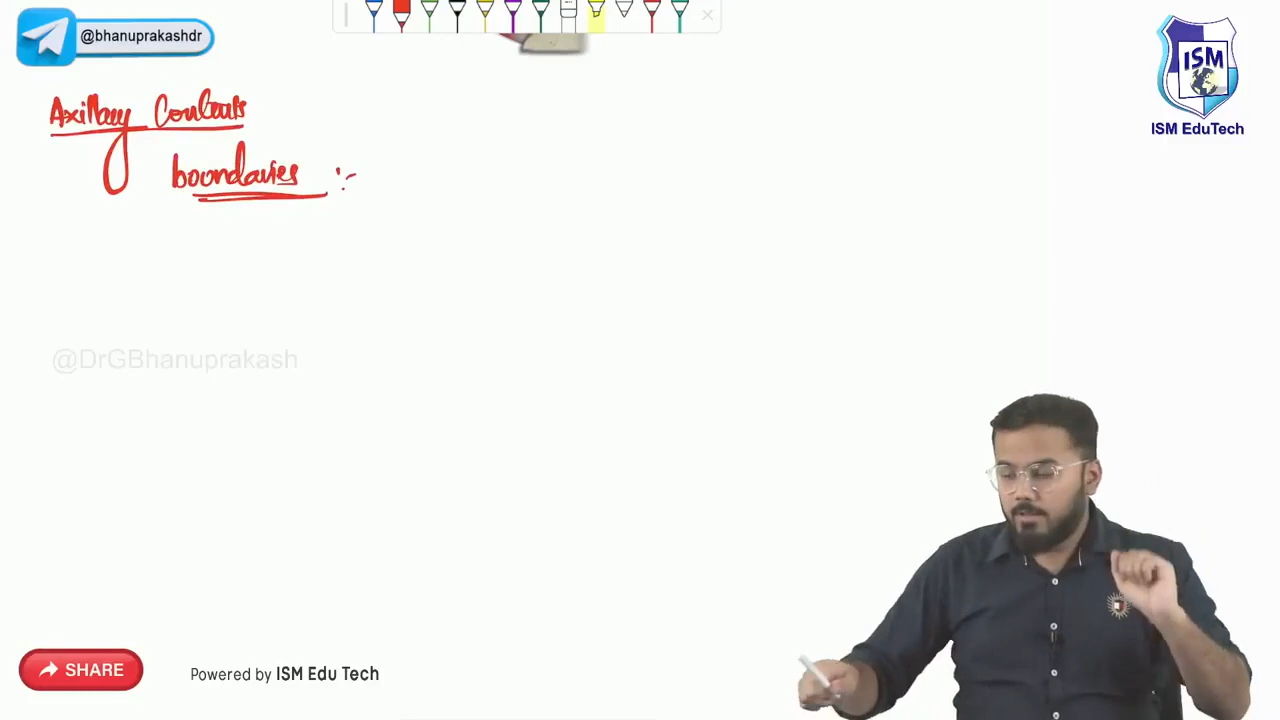 @bhanuprakashdr
ISM
ISM EduTech
Axillary Contents
boundaries :-
@DrGBhanuprakash
SHARE
Powered by ISM Edu Tech